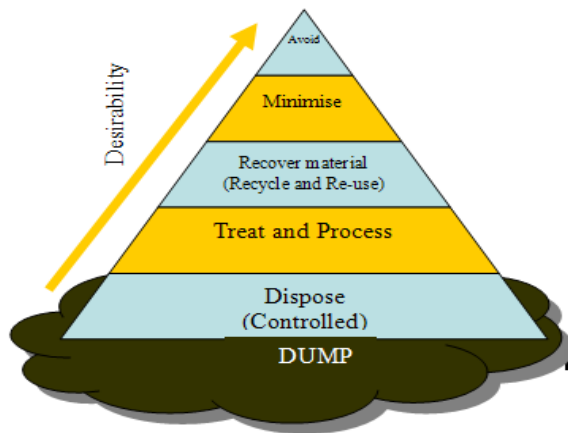 Avoid
Minimise
Desirability
Recover material
(Recycle and Re-use)
Treat and Process
Dispose
(Controlled)
DUMP